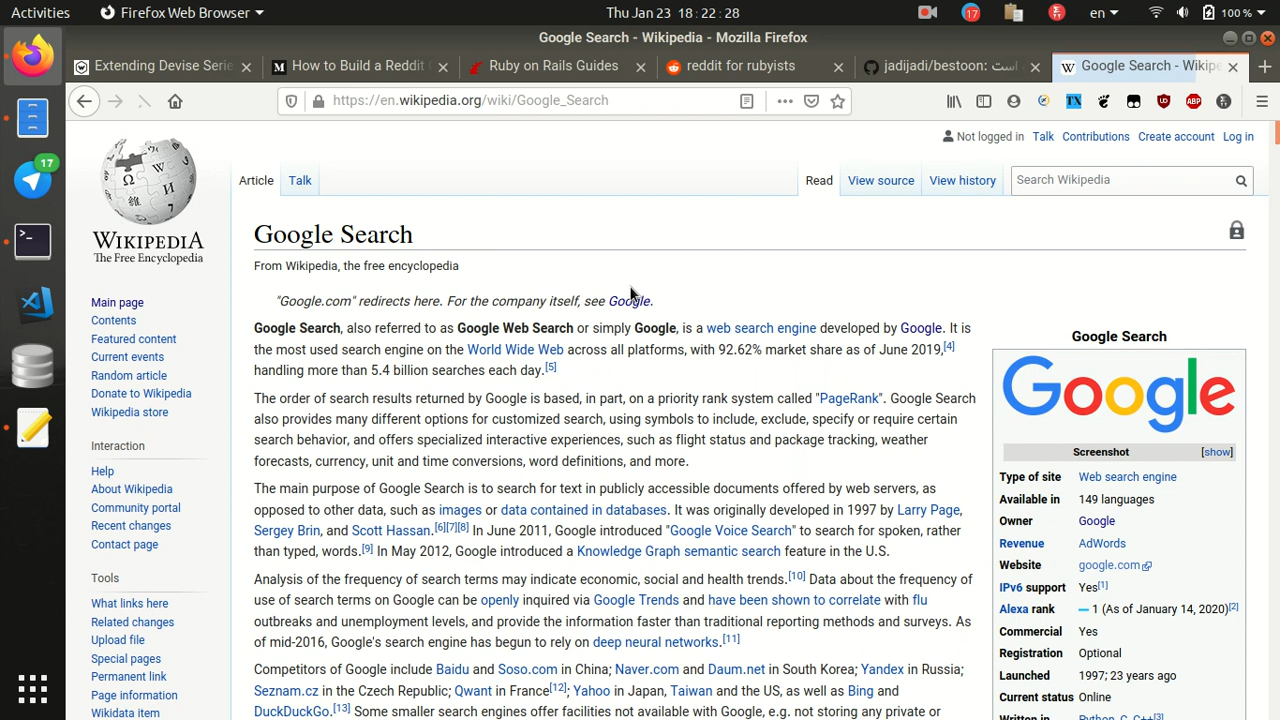 Activities
Firefox Web Browser
Thu Jan 23 18:22:28
17
en
100 %
Google Search - Wikipedia - Mozilla Firefox
Extending Devise Serie
How to Build a Reddit
Ruby on Rails Guides
reddit for rubyists
jadijadi/bestoon: است
Google Search - Wikipe
https://en.wikipedia.org/wiki/Google_Search
17
Not logged in Talk Contributions Create account Log in
Article Talk
Read View source View history
Search Wikipedia
WIKIPEDIA
The Free Encyclopedia
Main page
Contents
Featured content
Current events
Random article
Donate to Wikipedia
Wikipedia store
Interaction
Help
About Wikipedia
Community portal
Recent changes
Contact page
Tools
What links here
Related changes
Upload file
Special pages
Permanent link
Page information
Wikidata item
Google Search
From Wikipedia, the free encyclopedia
"Google.com" redirects here. For the company itself, see Google.
Google Search, also referred to as Google Web Search or simply Google, is a web search engine developed by Google. It is
the most used search engine on the World Wide Web across all platforms, with 92.62% market share as of June 2019,[4]
handling more than 5.4 billion searches each day.[5]
The order of search results returned by Google is based, in part, on a priority rank system called "PageRank". Google Search
also provides many different options for customized search, using symbols to include, exclude, specify or require certain
search behavior, and offers specialized interactive experiences, such as flight status and package tracking, weather
forecasts, currency, unit and time conversions, word definitions, and more.
The main purpose of Google Search is to search for text in publicly accessible documents offered by web servers, as
opposed to other data, such as images or data contained in databases. It was originally developed in 1997 by Larry Page,
Sergey Brin, and Scott Hassan.[6][7][8] In June 2011, Google introduced "Google Voice Search" to search for spoken, rather
than typed, words.[9] In May 2012, Google introduced a Knowledge Graph semantic search feature in the U.S.
Analysis of the frequency of search terms may indicate economic, social and health trends.[10] Data about the frequency of
use of search terms on Google can be openly inquired via Google Trends and have been shown to correlate with flu
outbreaks and unemployment levels, and provide the information faster than traditional reporting methods and surveys. As
of mid-2016, Google's search engine has begun to rely on deep neural networks.[11]
Competitors of Google include Baidu and Soso.com in China; Naver.com and Daum.net in South Korea; Yandex in Russia;
Seznam.cz in the Czech Republic; Qwant in France[12]; Yahoo in Japan, Taiwan and the US, as well as Bing and
DuckDuckGo.[13] Some smaller search engines offer facilities not available with Google, e.g. not storing any private or
Google Search
Google
Screenshot [show]
Type of site Web search engine
Available in 149 languages
Owner Google
Revenue AdWords
Website google.com
IPv6 support Yes[1]
Alexa rank 1 (As of January 14, 2020)[2]
Commercial Yes
Registration Optional
Launched 1997; 23 years ago
Current status Online
Written in Python, C, C++[3]